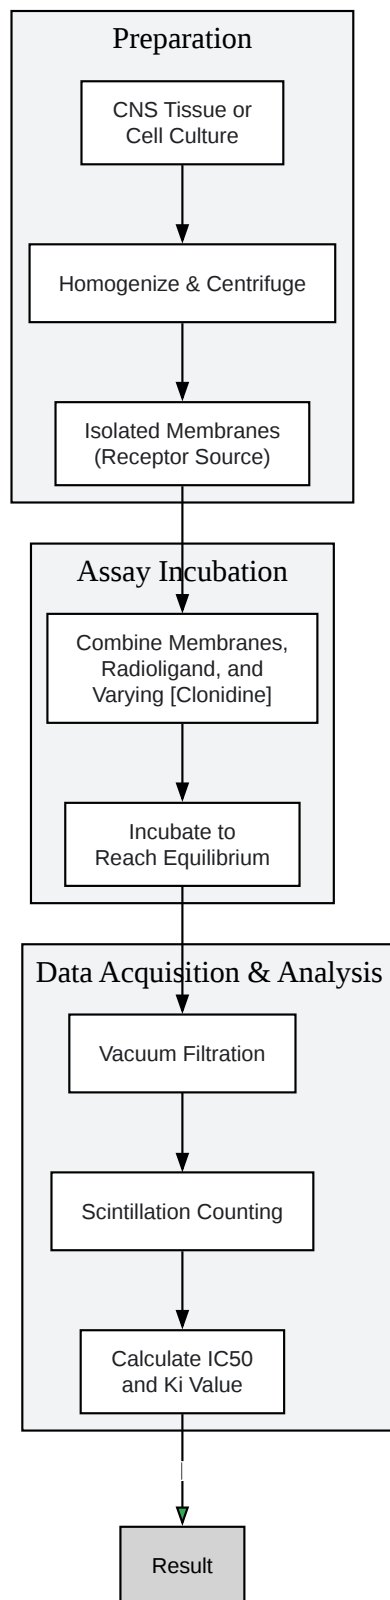 Preparation
CNS Tissue or
Cell Culture
Homogenize & Centrifuge
Isolated Membranes
(Receptor Source)
Assay Incubation
Combine Membranes,
Radioligand, and
Varying [Clonidine]
Incubate to
Reach Equilibrium
Data Acquisition & Analysis
Vacuum Filtration
Scintillation Counting
Calculate IC50
and Ki Value
Result